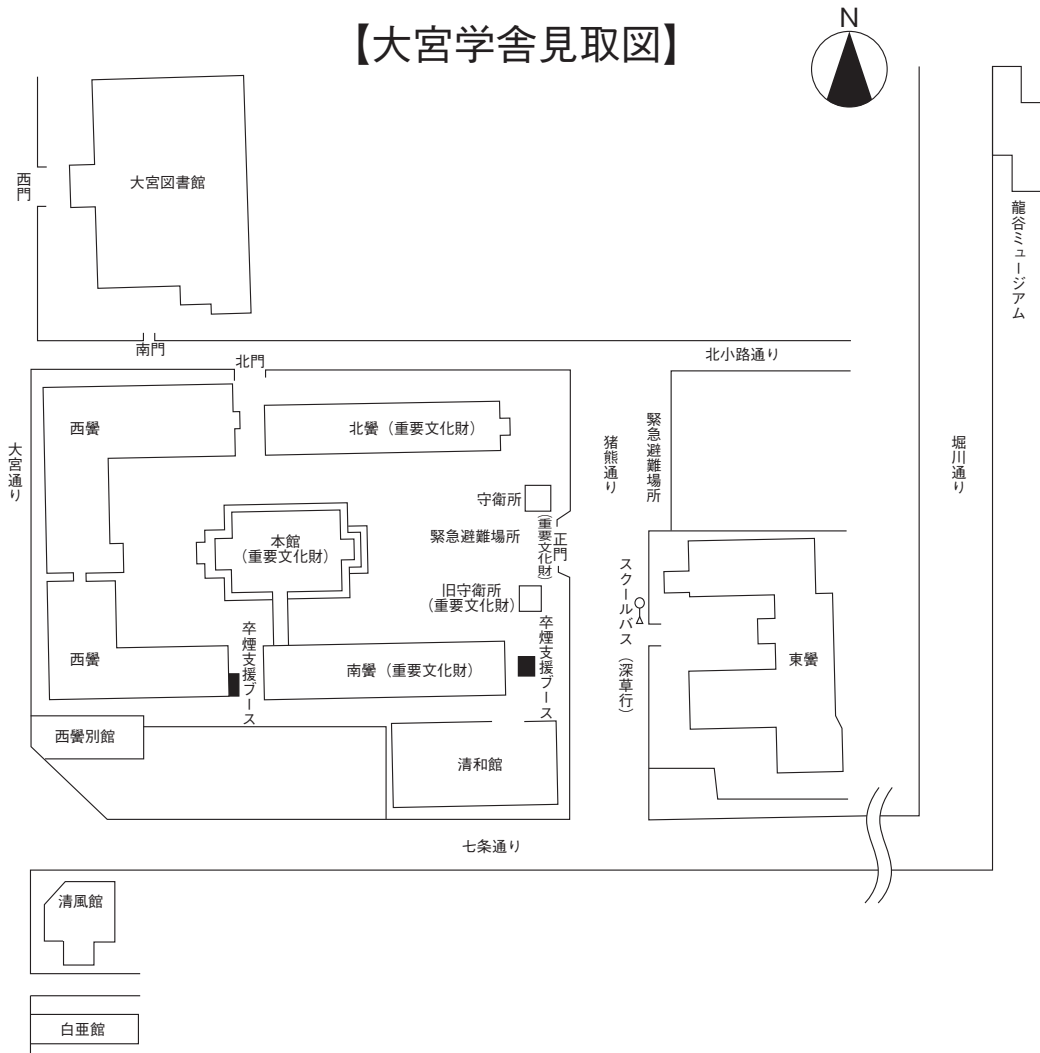 【大宮学舎見取図】
N
西門
大宮図書館
龍谷ミュージアム
南門
北門
北小路通り
大宮通り
西黌
北黌(重要文化財)
猪熊通り
緊急避難場所
堀川通り
守衛所
(重要文化財)
正門
緊急避難場所
本館
(重要文化財)
旧守衛所
(重要文化財)
スクールバス(深草行)
卒煙支援ブース
卒煙支援ブース
西黌
南黌(重要文化財)
東黌
西黌別館
清和館
七条通り
清風館
白亜館